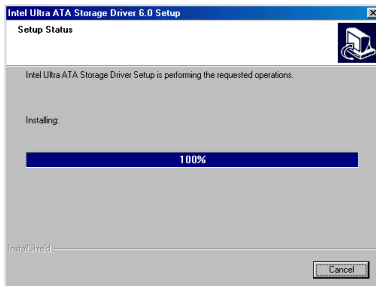 Intel Ultra ATA Storage Driver 6.0 Setup
Setup Status
Intel Ultra ATA Storage Driver Setup is performing the requested operations.
Installing:
100%
InstallShield
Cancel